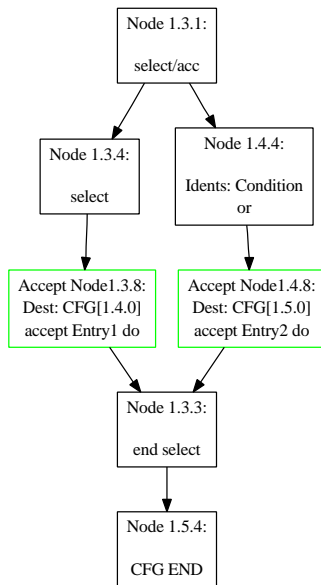 Node 1.3.1:
select/acc
Node 1.3.4:
select
Node 1.4.4:
Idents: Condition
or
Accept Node1.3.8:
Dest: CFG[1.4.0]
accept Entry1 do
Accept Node1.4.8:
Dest: CFG[1.5.0]
accept Entry2 do
Node 1.3.3:
end select
Node 1.5.4:
CFG END